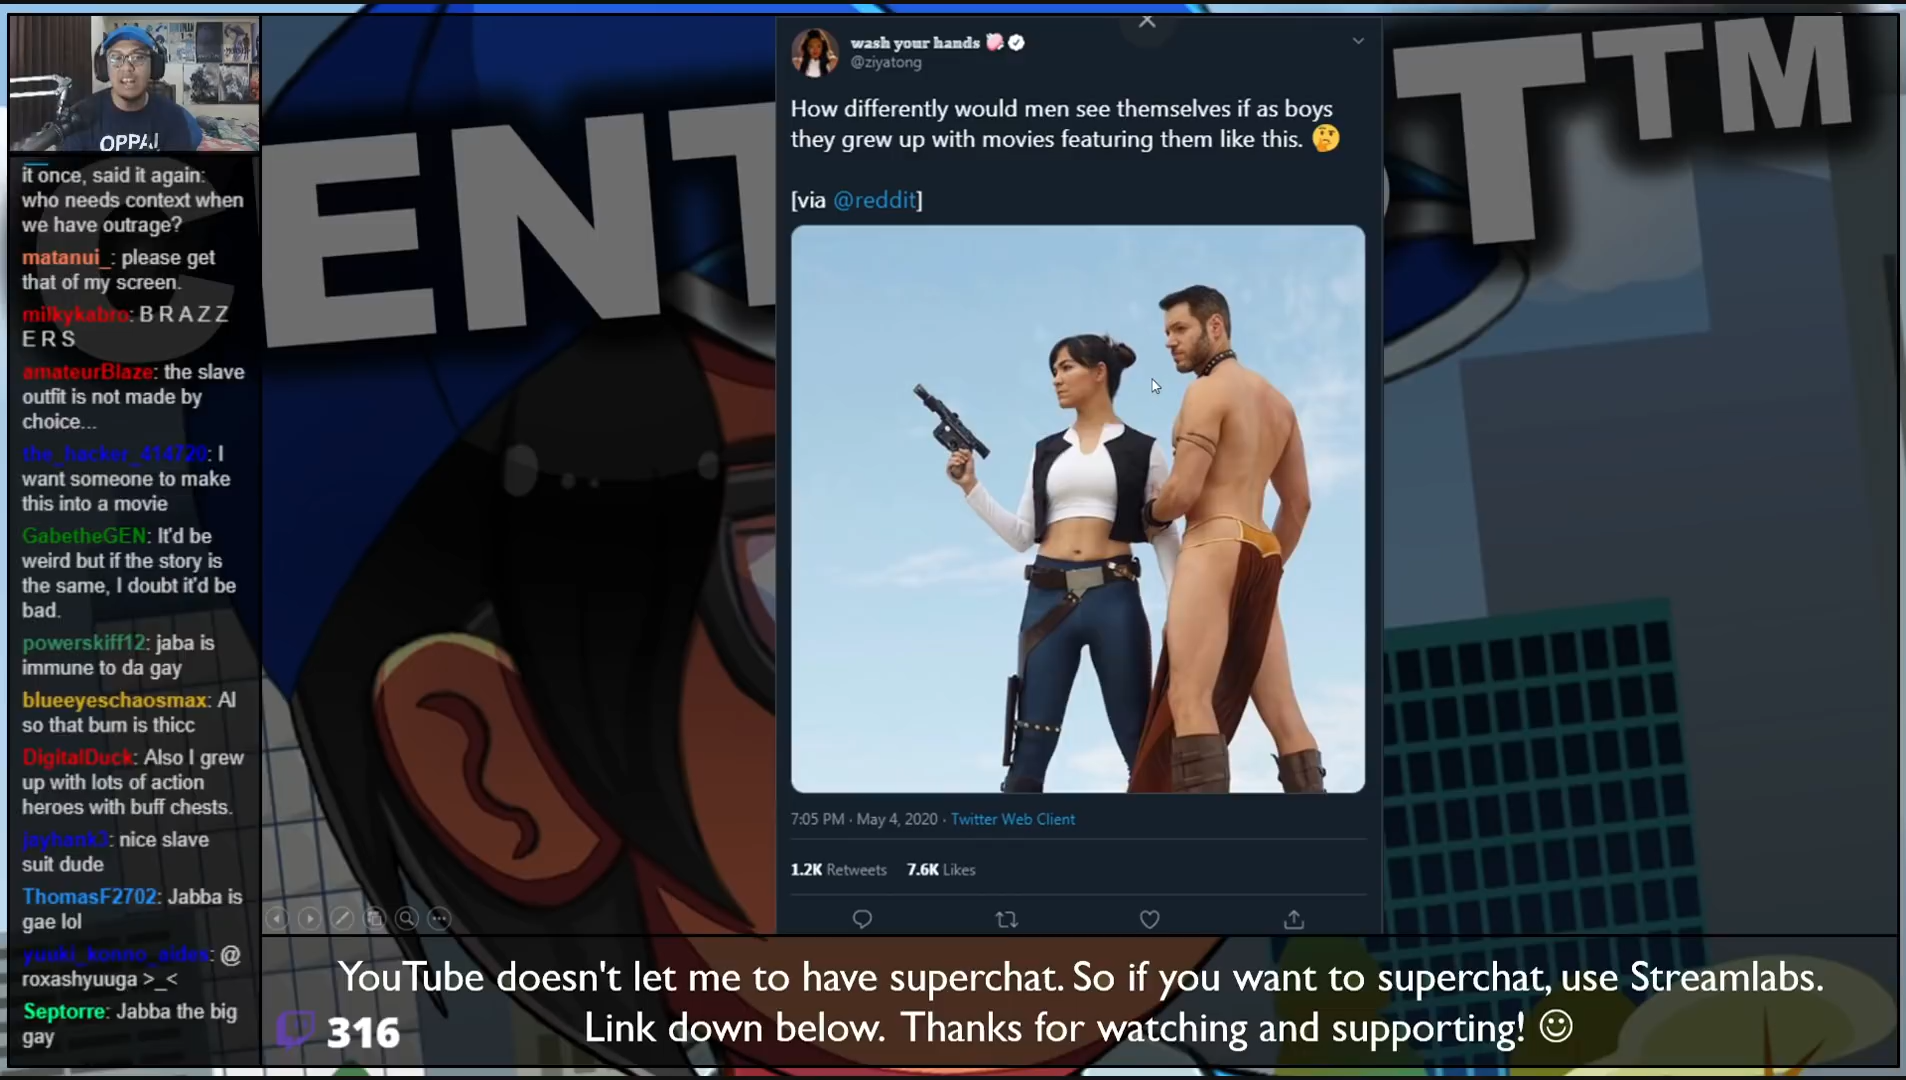 OPPAI
it once, said it again:
who needs context when
we have outrage?
matanui_: please get
that of my screen.
milkykabro: B R A Z Z
E R S
amateurBlaze: the slave
outfit is not made by
choice...
the_hacker_414720: I
want someone to make
this into a movie
GabetheGEN: It'd be
weird but if the story is
the same, I doubt it'd be
bad.
powerskiff12: jaba is
immune to da gay
blueeyeschaosmax: Al
so that bum is thicc
DigitalDuck: Also I grew
up with lots of action
heroes with buff chests.
jayhank3: nice slave
suit dude
ThomasF2702: Jabba is
gae lol
yuuki_konno_aides: @
roxashyuuga >_<
Septorre: Jabba the big
gay
CENT
T™
wash your hands
@ziyatong
How differently would men see themselves if as boys
they grew up with movies featuring them like this. 🤔
[via @reddit]
7:05 PM · May 4, 2020 · Twitter Web Client
1.2K Retweets 7.6K Likes
YouTube doesn't let me to have superchat. So if you want to superchat, use Streamlabs.
316
Link down below. Thanks for watching and supporting! ☺